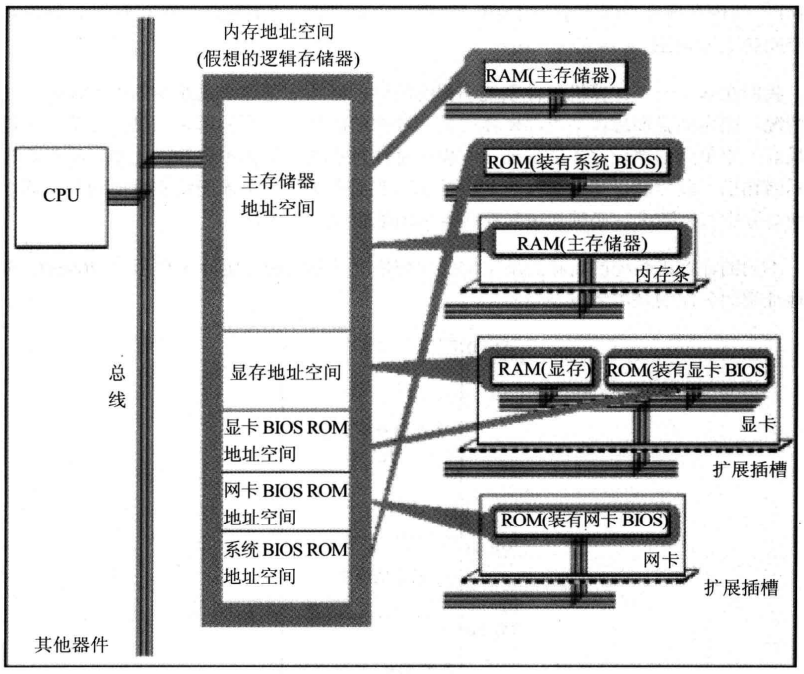 内存地址空间
(假想的逻辑存储器)
CPU
总
线
其他器件
主存储器
地址空间
显存地址空间
显卡 BIOS ROM
地址空间
网卡 BIOS ROM
地址空间
系统 BIOS ROM
地址空间
RAM(主存储器)
ROM(装有系统 BIOS)
RAM(主存储器)
内存条
RAM(显存)
ROM(装有显卡 BIOS)
显卡
扩展插槽
ROM(装有网卡 BIOS)
网卡
扩展插槽